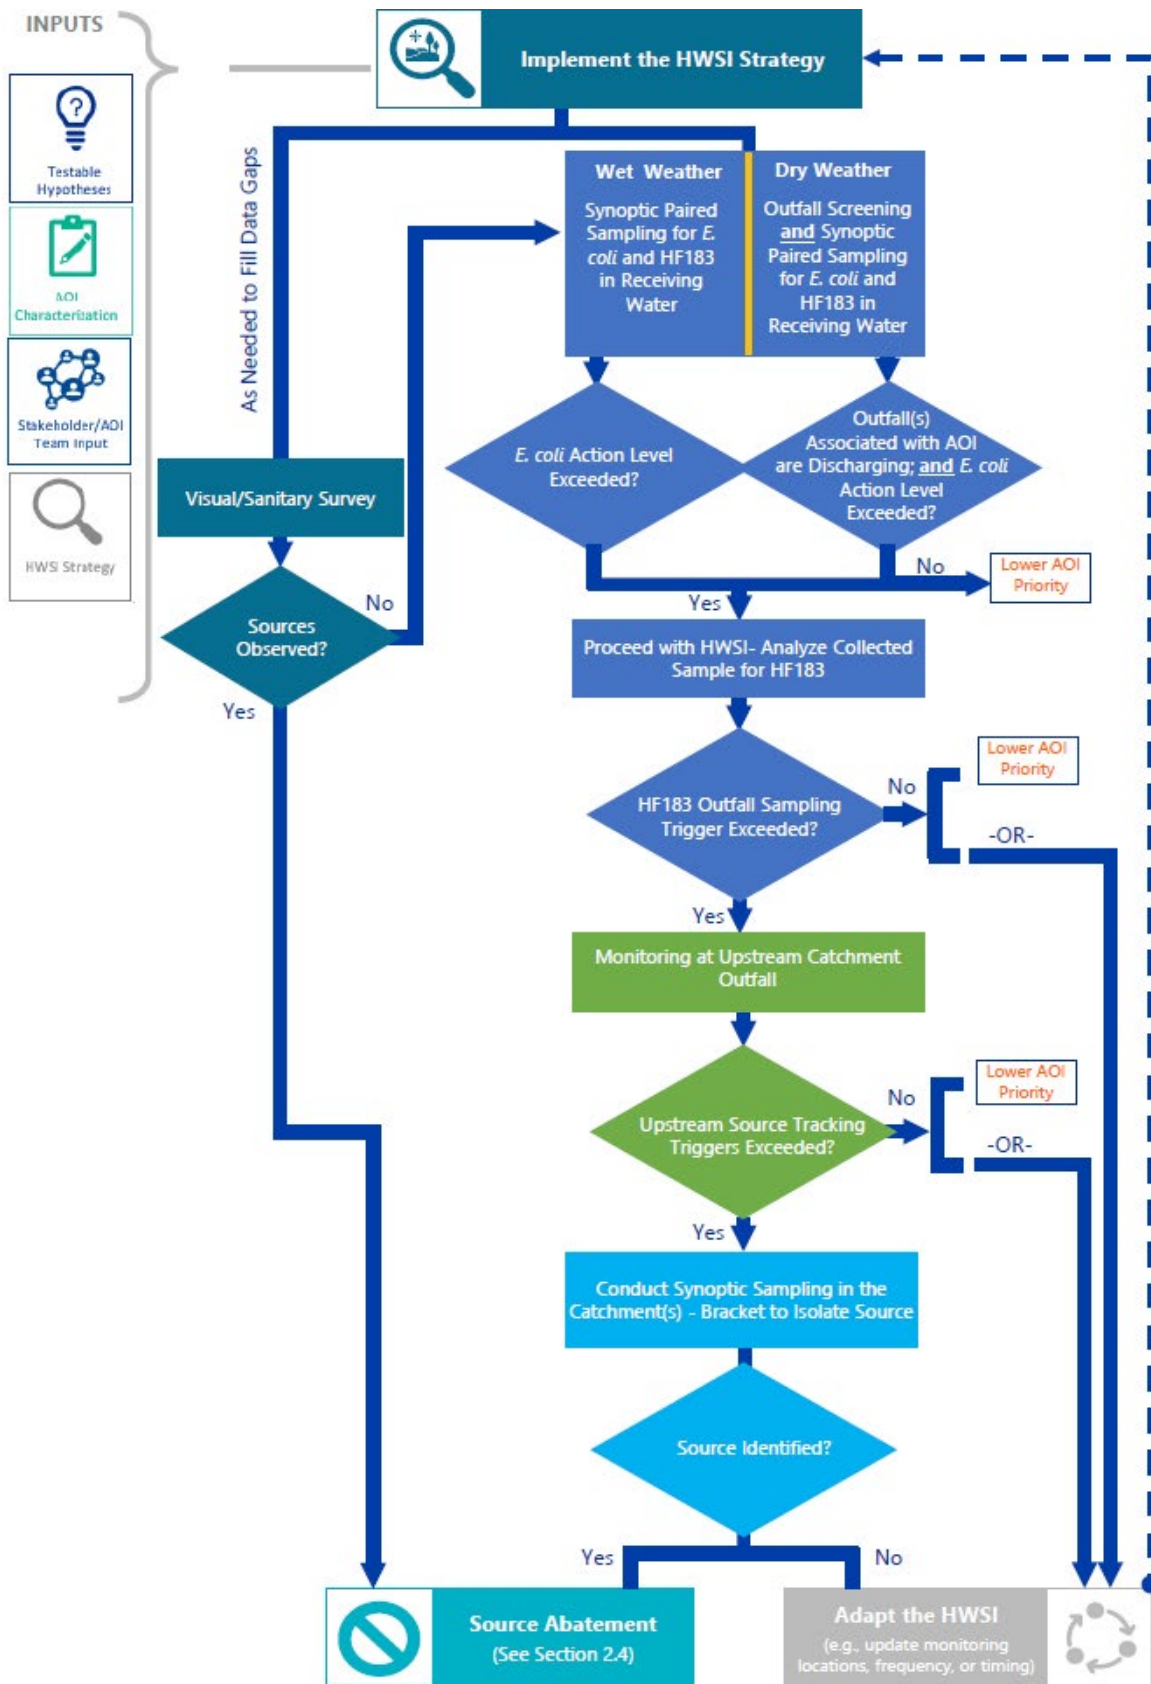 INPUTS
?
Testable
Hypotheses
AOI
Characterization
Stakeholder/AOI
Team Input
HWSI Strategy
Implement the HWSI Strategy
As Needed to Fill Data Gaps
Visual/Sanitary Survey
Sources
Observed?
No
Yes
Wet Weather
Synoptic Paired
Sampling for E.
coli and HF183
in Receiving
Water
Dry Weather
Outfall Screening
and Synoptic
Paired Sampling
for E. coli and
HF183 in
Receiving Water
E. coli Action Level
Exceeded?
Outfall(s)
Associated with AOI
are Discharging; and E. coli
Action Level
Exceeded?
No
Lower AOI
Priority
Yes
Proceed with HWSI- Analyze Collected
Sample for HF183
HF183 Outfall Sampling
Trigger Exceeded?
No
Lower AOI
Priority
-OR-
Yes
Monitoring at Upstream Catchment
Outfall
Upstream Source Tracking
Triggers Exceeded?
No
Lower AOI
Priority
-OR-
Yes
Conduct Synoptic Sampling in the
Catchment(s) - Bracket to Isolate Source
Source Identified?
Yes
No
Source Abatement
(See Section 2.4)
Adapt the HWSI
(e.g., update monitoring
locations, frequency, or timing)